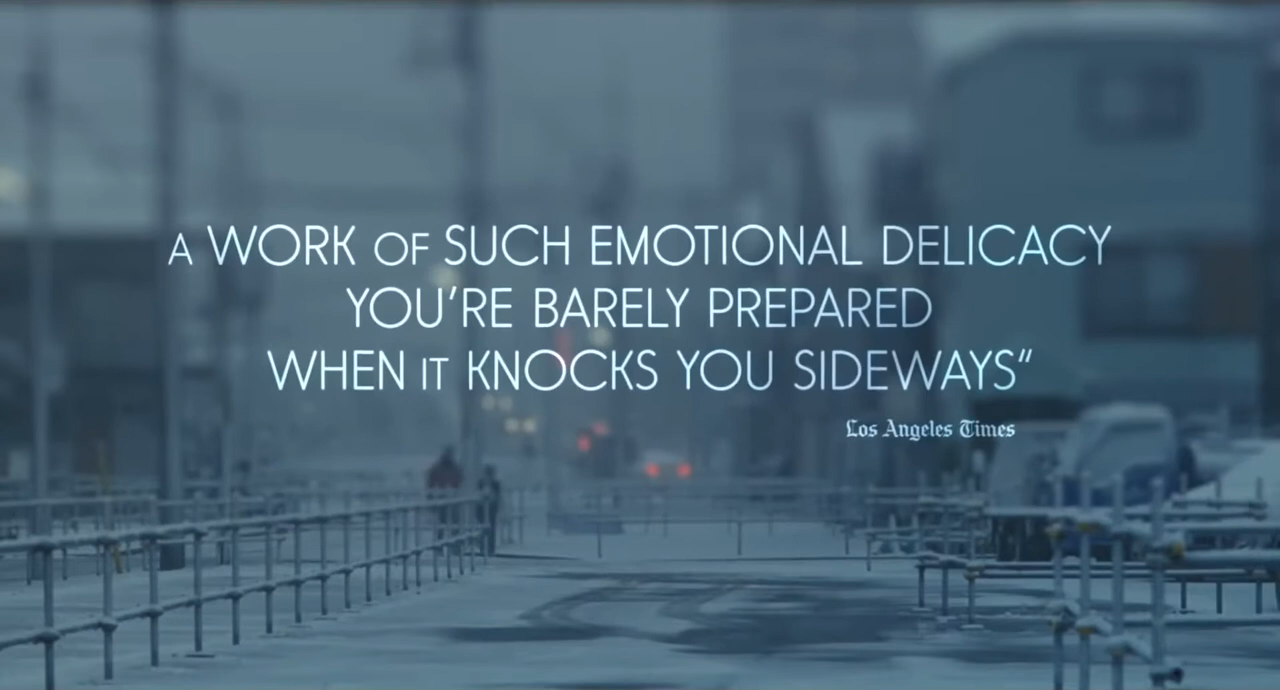 A WORK OF SUCH EMOTIONAL DELICACY
YOU'RE BARELY PREPARED
WHEN IT KNOCKS YOU SIDEWAYS"
Los Angeles Times